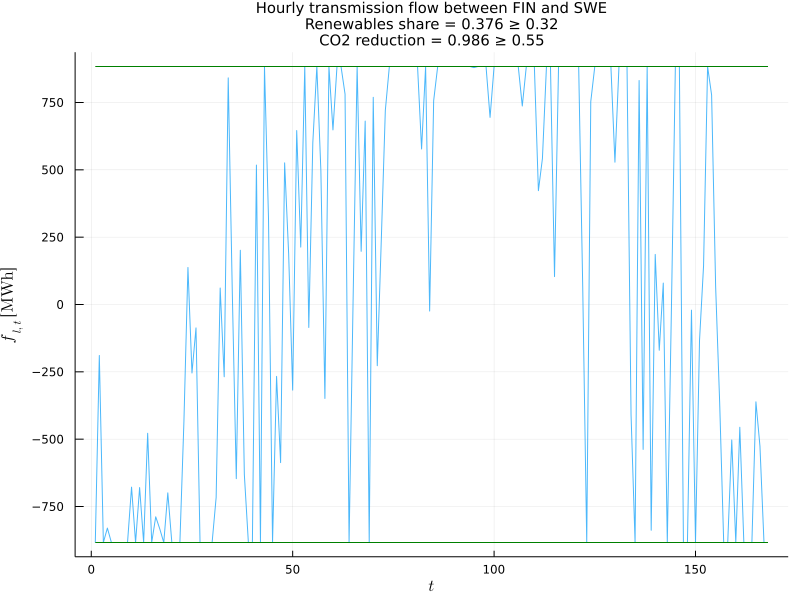 Hourly transmission flow between FIN and SWE
Renewables share = 0.376 ≥ 0.32
CO2 reduction = 0.986 ≥ 0.55
750
500
250
0
−250
−500
−750
f l,t [MWh]
0
50
100
150
t